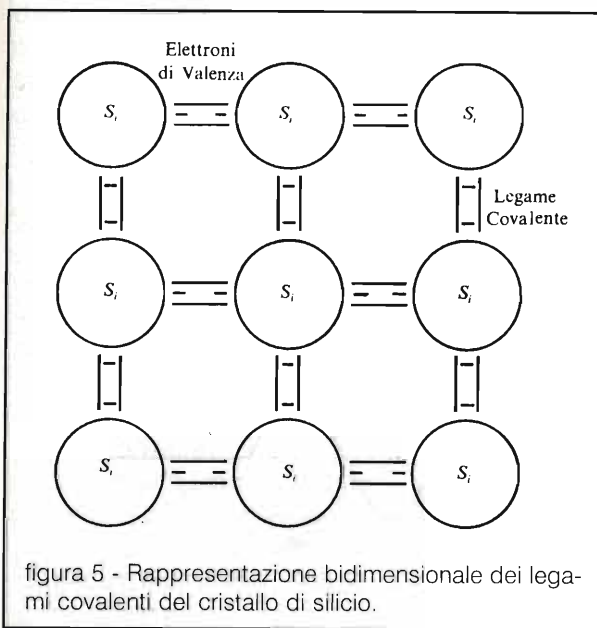 Elettroni
di Valenza
Si Si Si
Legame
Covalente
Si Si Si
Si Si Si
figura 5 - Rappresentazione bidimensionale dei lega-
mi covalenti del cristallo di silicio.